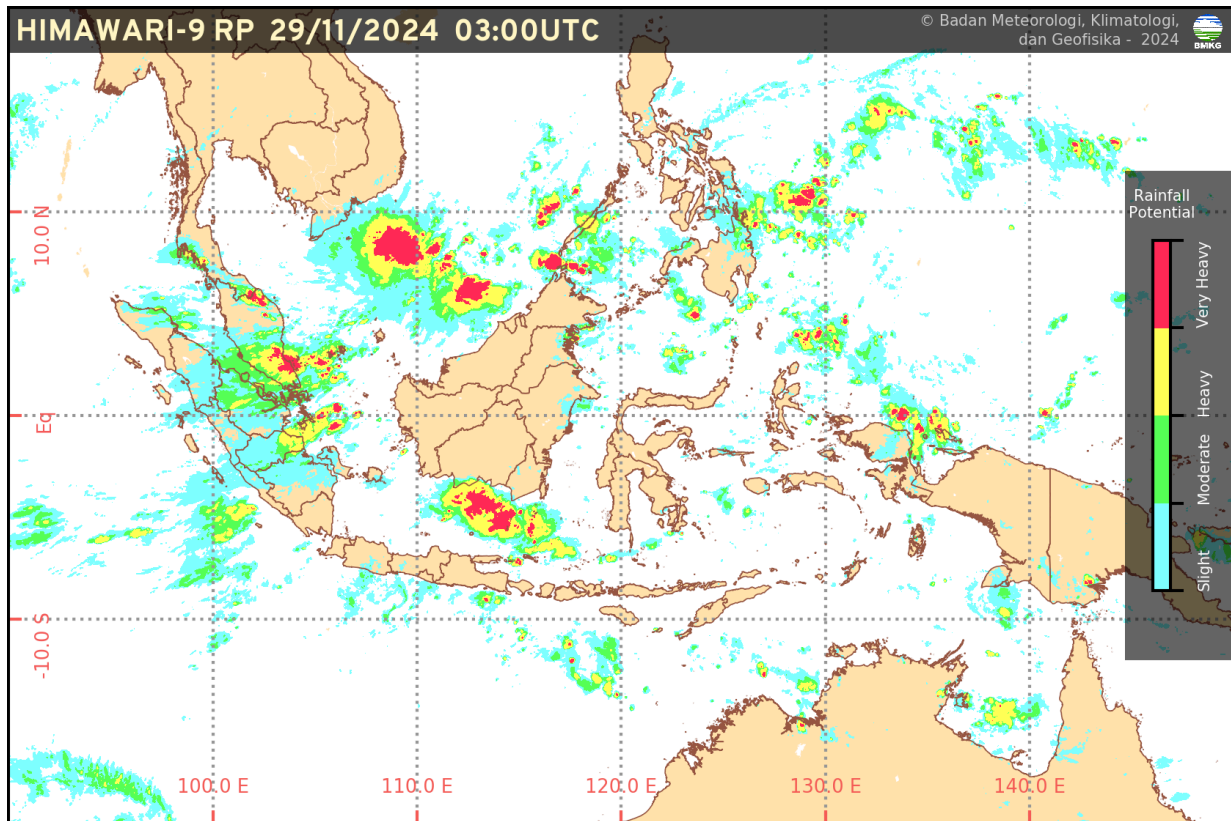 HIMAWARI-9 RP 29/11/2024 03:00UTC
© Badan Meteorologi, Klimatologi,
dan Geofisika - 2024
BMKG
Rainfall
Potential
Very Heavy
Heavy
Moderate
Slight
10.0 N
Eq
-10.0 S
100.0 E
110.0 E
120.0 E
130.0 E
140.0 E